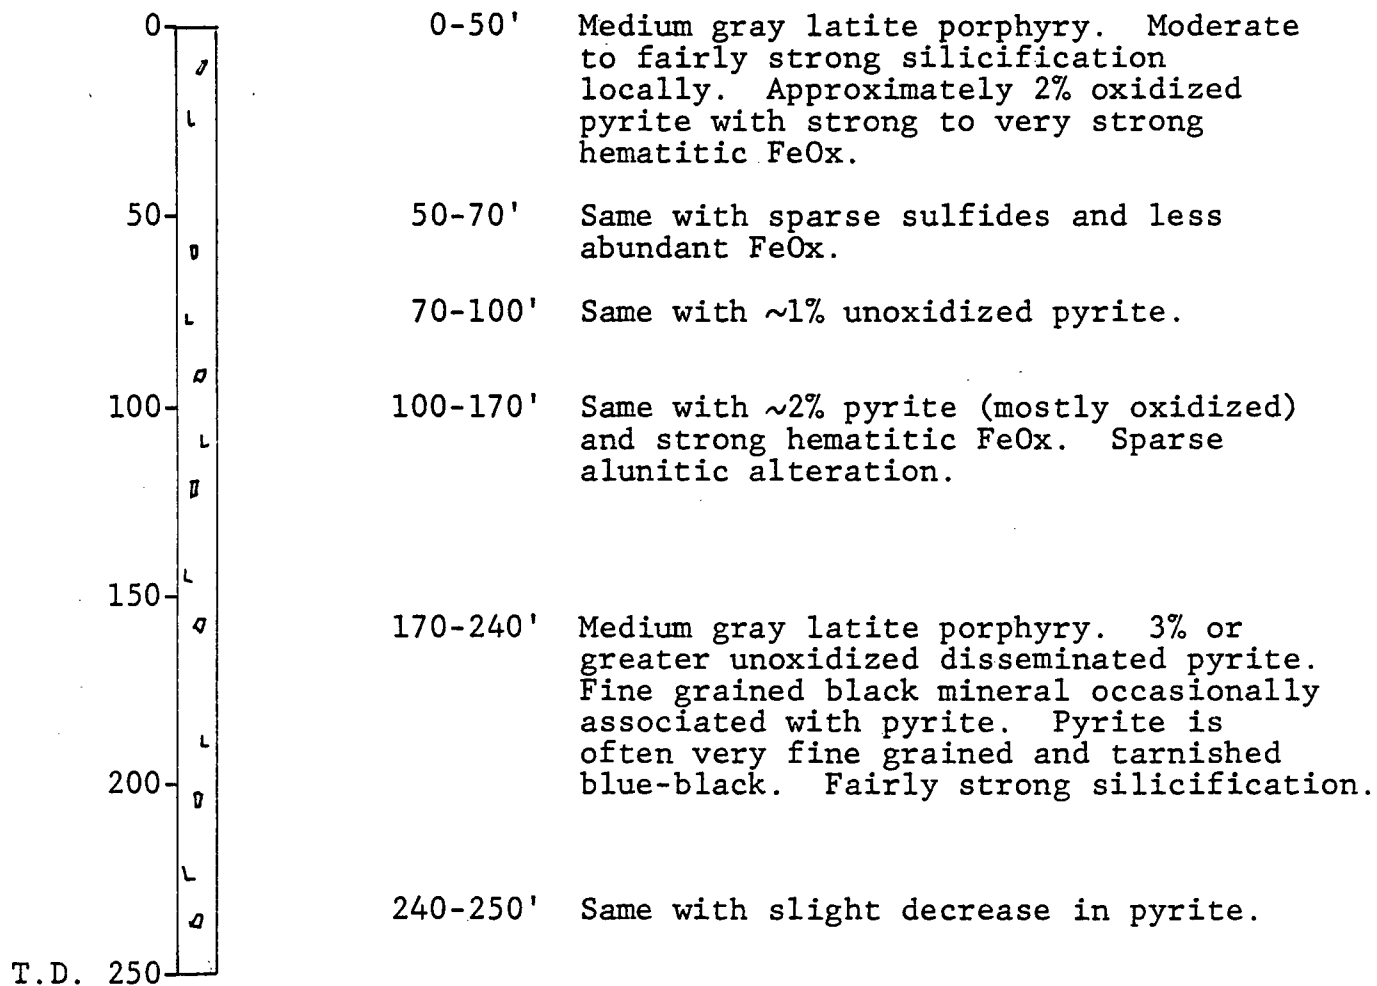 0- 0-50' Medium gray latite porphyry. Moderate
to fairly strong silicification
locally. Approximately 2% oxidized
pyrite with strong to very strong
hematitic FeOx.
50- 50-70' Same with sparse sulfides and less
abundant FeOx.
70-100' Same with ~1% unoxidized pyrite.
100- 100-170' Same with ~2% pyrite (mostly oxidized)
and strong hematitic FeOx. Sparse
alunitic alteration.
150-
170-240' Medium gray latite porphyry. 3% or
greater unoxidized disseminated pyrite.
Fine grained black mineral occasionally
associated with pyrite. Pyrite is
often very fine grained and tarnished
200- blue-black. Fairly strong silicification.
240-250' Same with slight decrease in pyrite.
T.D. 250-